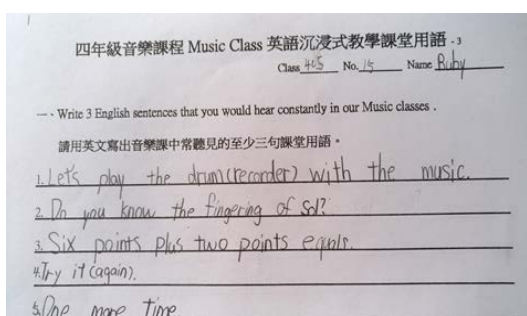 四年級音樂課程 Music Class 英語沉浸式教學課堂用語 - 3
Class 405 No. 15 Name Ruby
一、Write 3 English sentences that you would hear constantly in our Music classes .
請用英文寫出音樂課中常聽見的至少三句課堂用語。
1. Let's play the drum(recorder) with the music.
2. Do you know the fingering of Sol?
3. Six points plus two points equals.
4. Try it (again).
5. One more time